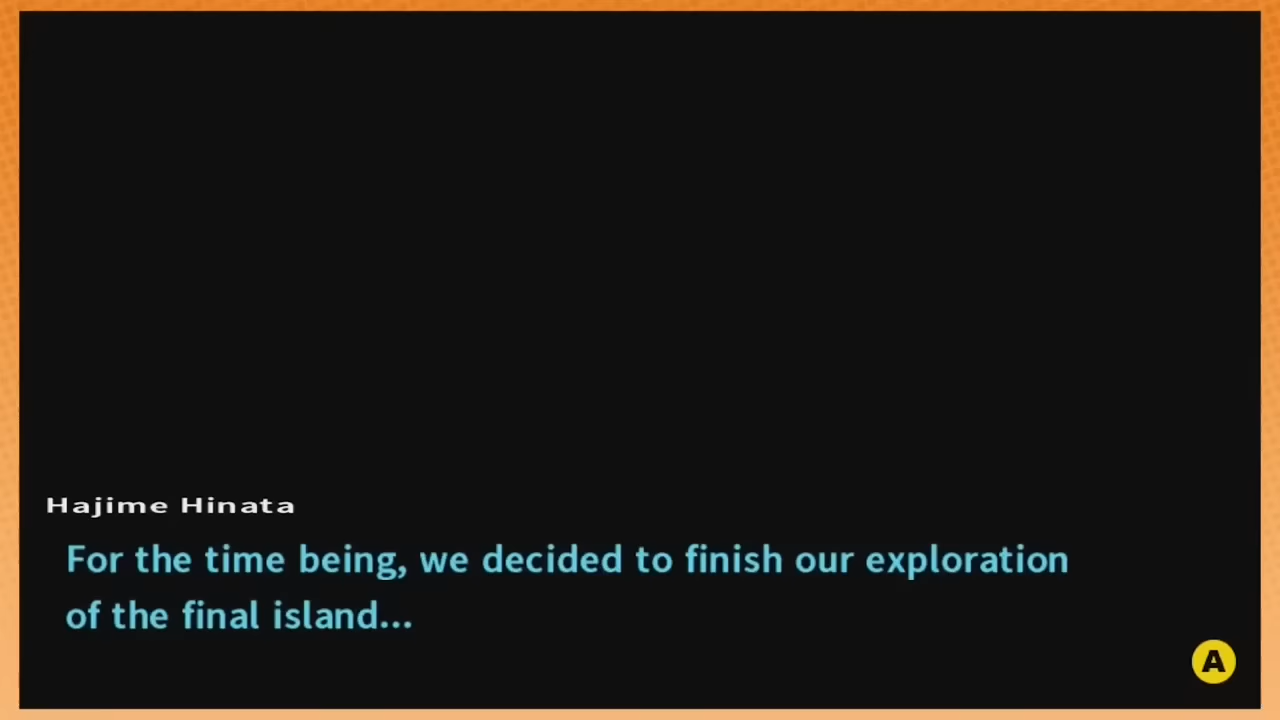 Hajime Hinata
For the time being, we decided to finish our exploration
of the final island...
A